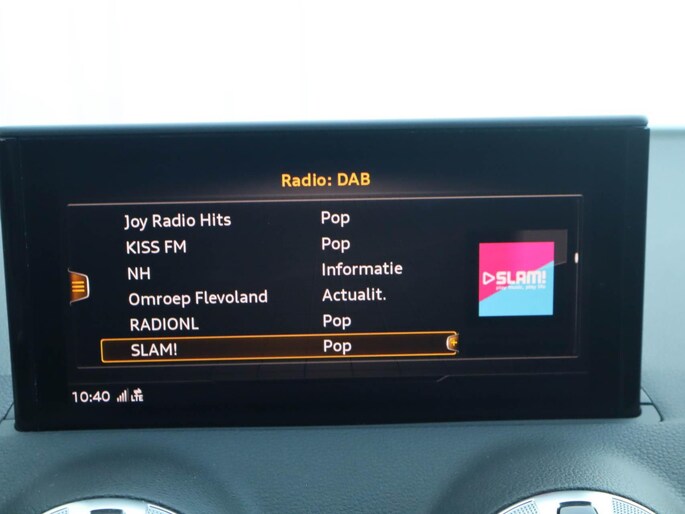 Radio: DAB
Joy Radio Hits Pop
KISS FM Pop
NH Informatie
Omroep Flevoland Actualit.
RADIONL Pop
SLAM! Pop
SLAM!
10:40 LTE